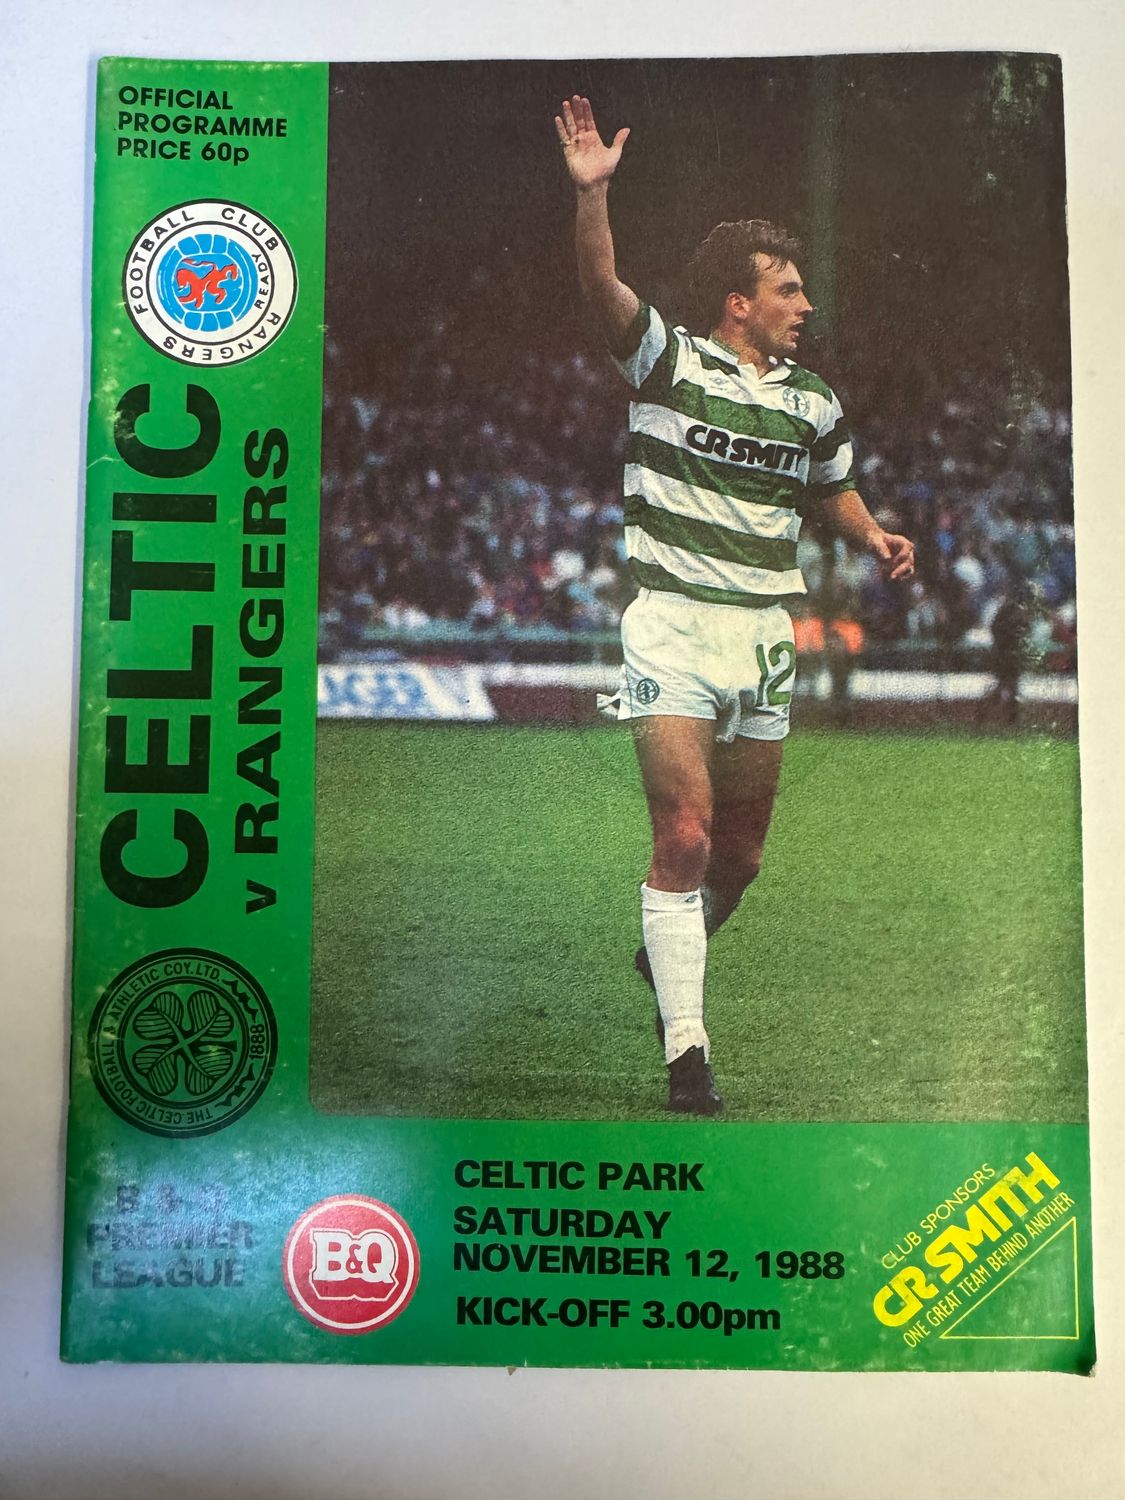 OFFICIAL
PROGRAMME
PRICE 60p
FOOTBALL CLUB
RANGERS
READY
CELTIC
v RANGERS
THE CELTIC FOOTBALL & ATHLETIC COY. LTD.
1888
CR SMITH
12
B & Q
PREMIER
LEAGUE
B&Q
CELTIC PARK
SATURDAY
NOVEMBER 12, 1988
KICK-OFF 3.00pm
CLUB SPONSORS
CR SMITH
ONE GREAT TEAM BEHIND ANOTHER